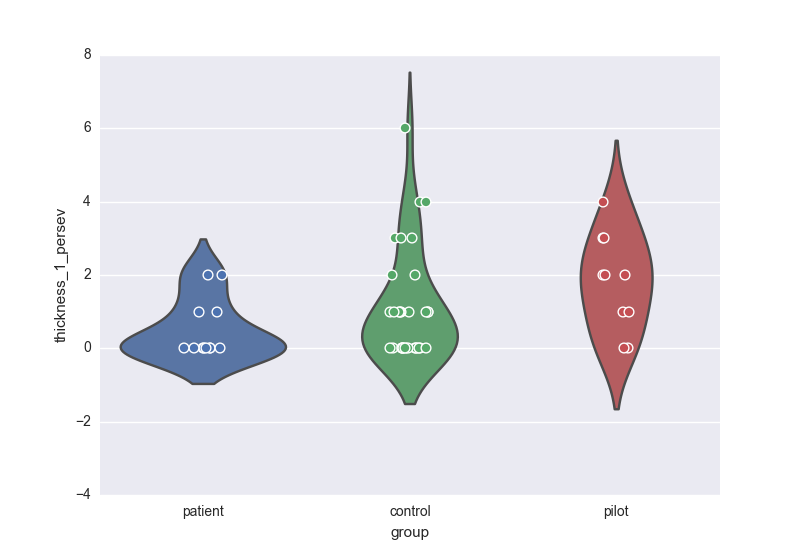 8
6
4
2
0
−2
−4
thickness_1_persev
patient control pilot
group